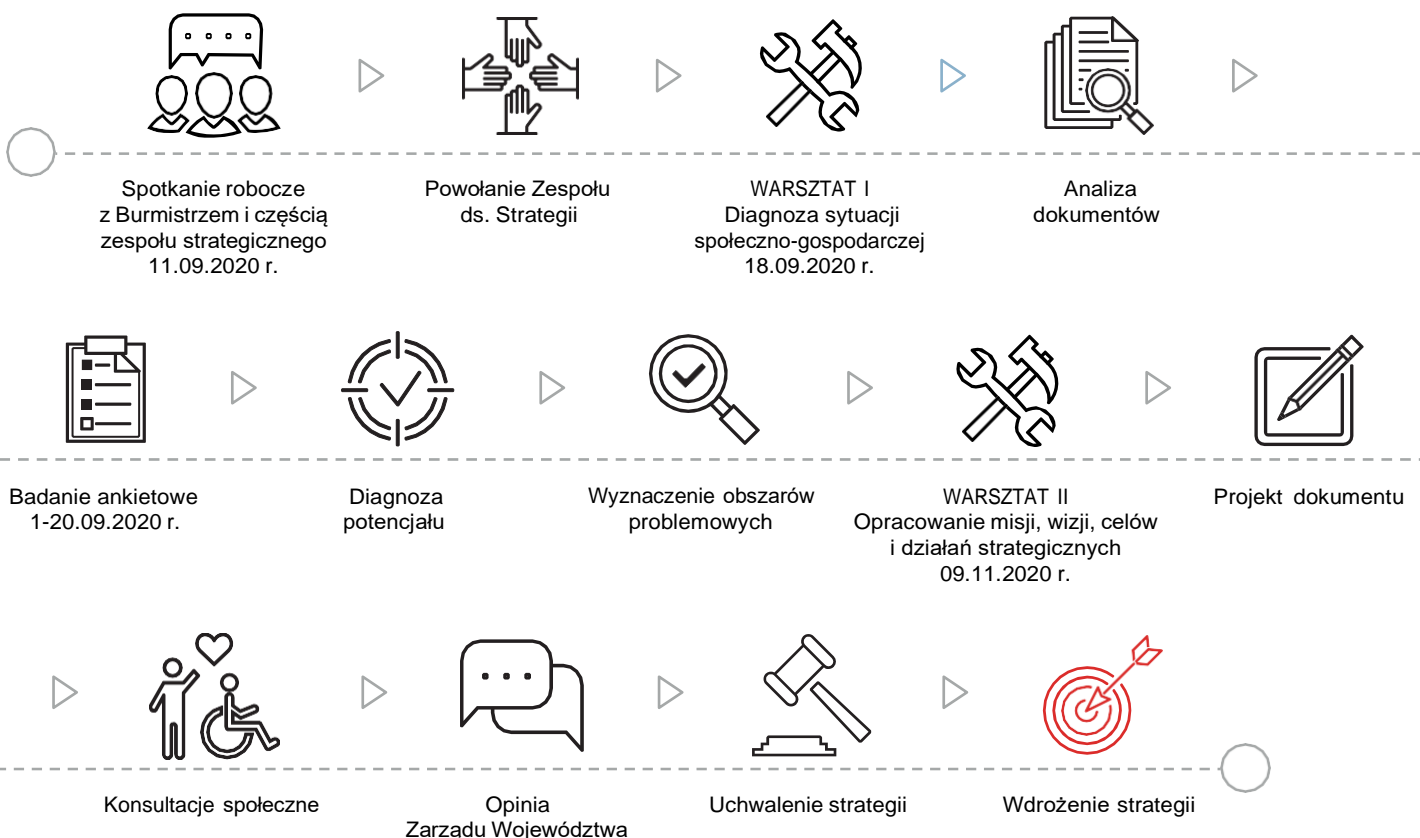 Spotkanie robocze
z Burmistrzem i częścią
zespołu strategicznego
11.09.2020 r.
Powołanie Zespołu
ds. Strategii
WARSZTAT I
Diagnoza sytuacji
społeczno-gospodarczej
18.09.2020 r.
Analiza
dokumentów
Badanie ankietowe
1-20.09.2020 r.
Diagnoza
potencjału
Wyznaczenie obszarów
problemowych
WARSZTAT II
Opracowanie misji, wizji, celów
i działań strategicznych
09.11.2020 r.
Projekt dokumentu
Konsultacje społeczne
Opinia
Zarządu Województwa
Uchwalenie strategii
Wdrożenie strategii